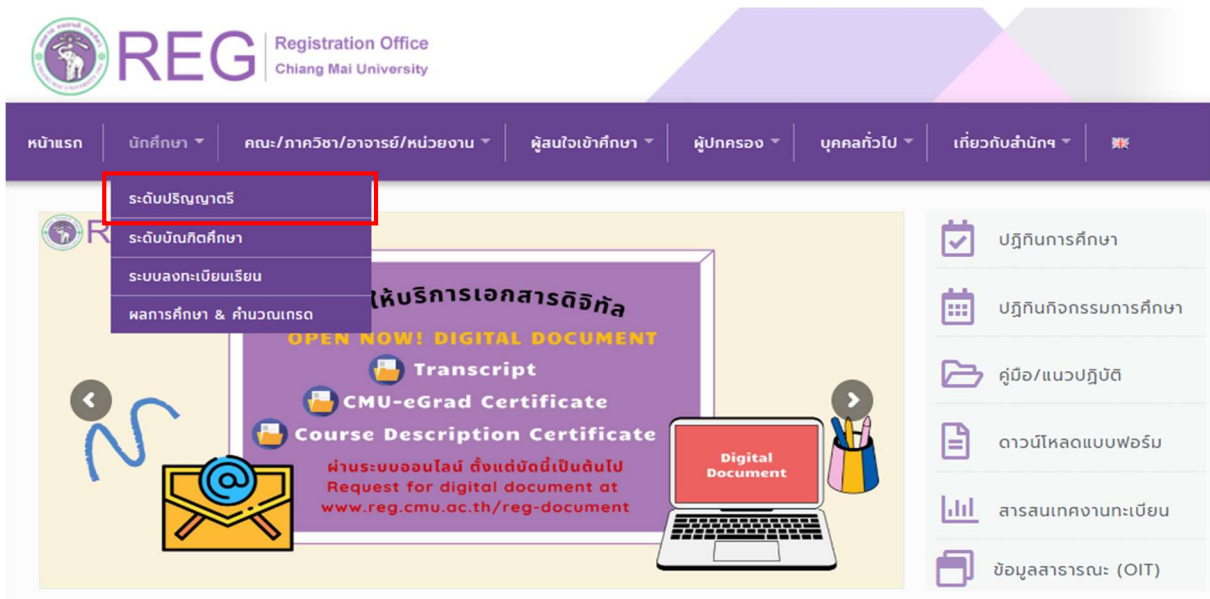 REG
Registration Office
Chiang Mai University
หน้าแรก
นักศึกษา
คณะ/ภาควิชา/อาจารย์/หน่วยงาน
ผู้สนใจเข้าศึกษา
ผู้ปกครอง
บุคคลทั่วไป
เกี่ยวกับสำนักฯ
ระดับปริญญาตรี
ระดับบัณฑิตศึกษา
ระบบลงทะเบียนเรียน
ผลการศึกษา & คำนวณเกรด
R
ให้บริการเอกสารดิจิทัล
OPEN NOW! DIGITAL DOCUMENT
Transcript
CMU-eGrad Certificate
Course Description Certificate
ผ่านระบบออนไลน์ ตั้งแต่บัดนี้เป็นต้นไป
Request for digital document at
www.reg.cmu.ac.th/reg-document
Digital
Document
ปฏิทินการศึกษา
ปฏิทินกิจกรรมการศึกษา
คู่มือ/แนวปฏิบัติ
ดาวน์โหลดแบบฟอร์ม
สารสนเทศงานทะเบียน
ข้อมูลสาธารณะ (OIT)